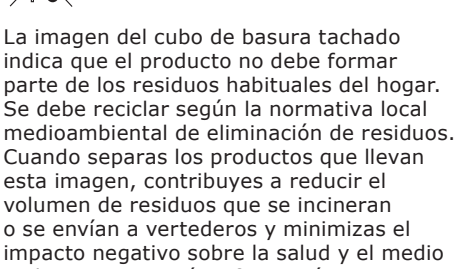 La imagen del cubo de basura tachado
indica que el producto no debe formar
parte de los residuos habituales del hogar.
Se debe reciclar según la normativa local
medioambiental de eliminación de residuos.
Cuando separas los productos que llevan
esta imagen, contribuyes a reducir el
volumen de residuos que se incineran
o se envían a vertederos y minimizas el
impacto negativo sobre la salud y el medio